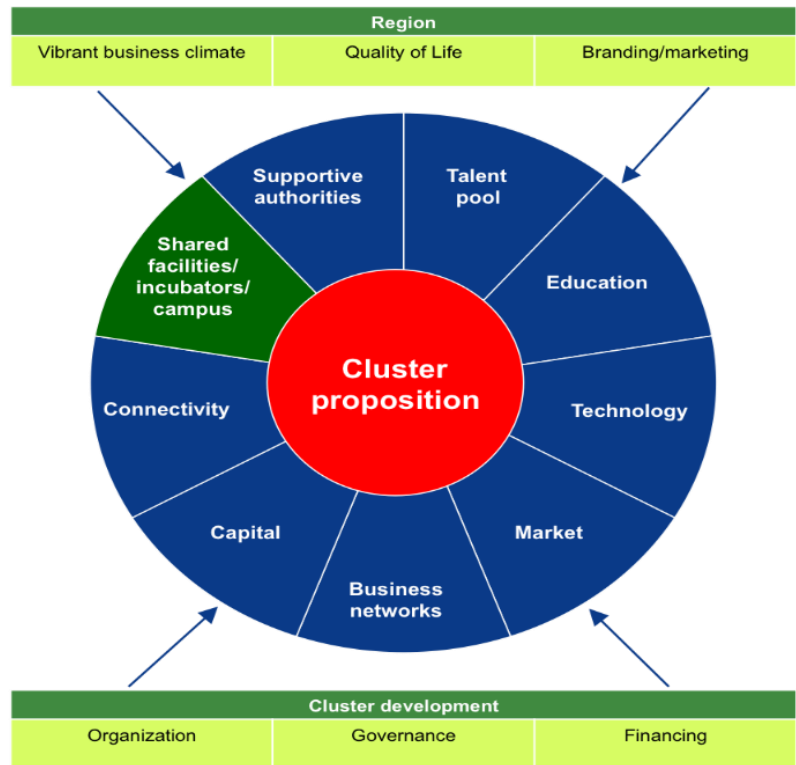 Region
Vibrant business climate
Quality of Life
Branding/marketing
Supportive
authorities
Talent
pool
Shared
facilities/
incubators/
campus
Education
Cluster
proposition
Connectivity
Technology
Capital
Market
Business
networks
Cluster development
Organization
Governance
Financing